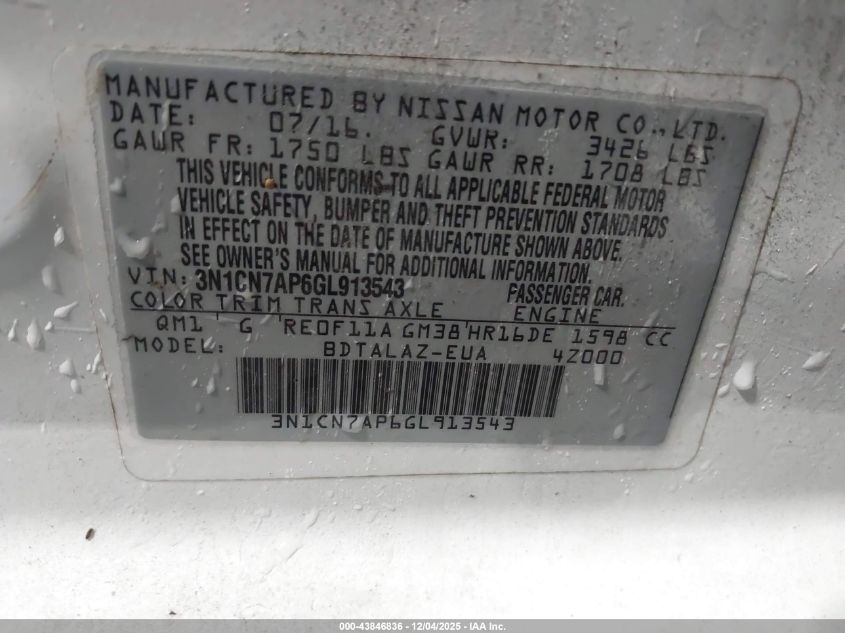 MANUFACTURED BY NISSAN MOTOR CO., LTD.
DATE: 07/16. GVWR: 3426 LBS
GAWR FR: 1750 LBS GAWR RR: 1708 LBS
THIS VEHICLE CONFORMS TO ALL APPLICABLE FEDERAL MOTOR
VEHICLE SAFETY, BUMPER AND THEFT PREVENTION STANDARDS
IN EFFECT ON THE DATE OF MANUFACTURE SHOWN ABOVE.
SEE OWNER'S MANUAL FOR ADDITIONAL INFORMATION.
VIN: 3N1CN7AP6GL913543 PASSENGER CAR.
COLOR TRIM TRANS AXLE ENGINE
QM1 G RE0F11A GM38 HR16DE 1598 CC
MODEL: BDTALAZ-EUA 4Z000
3N1CN7AP6GL913543
000-43846836 - 12/04/2025 - IAA Inc.